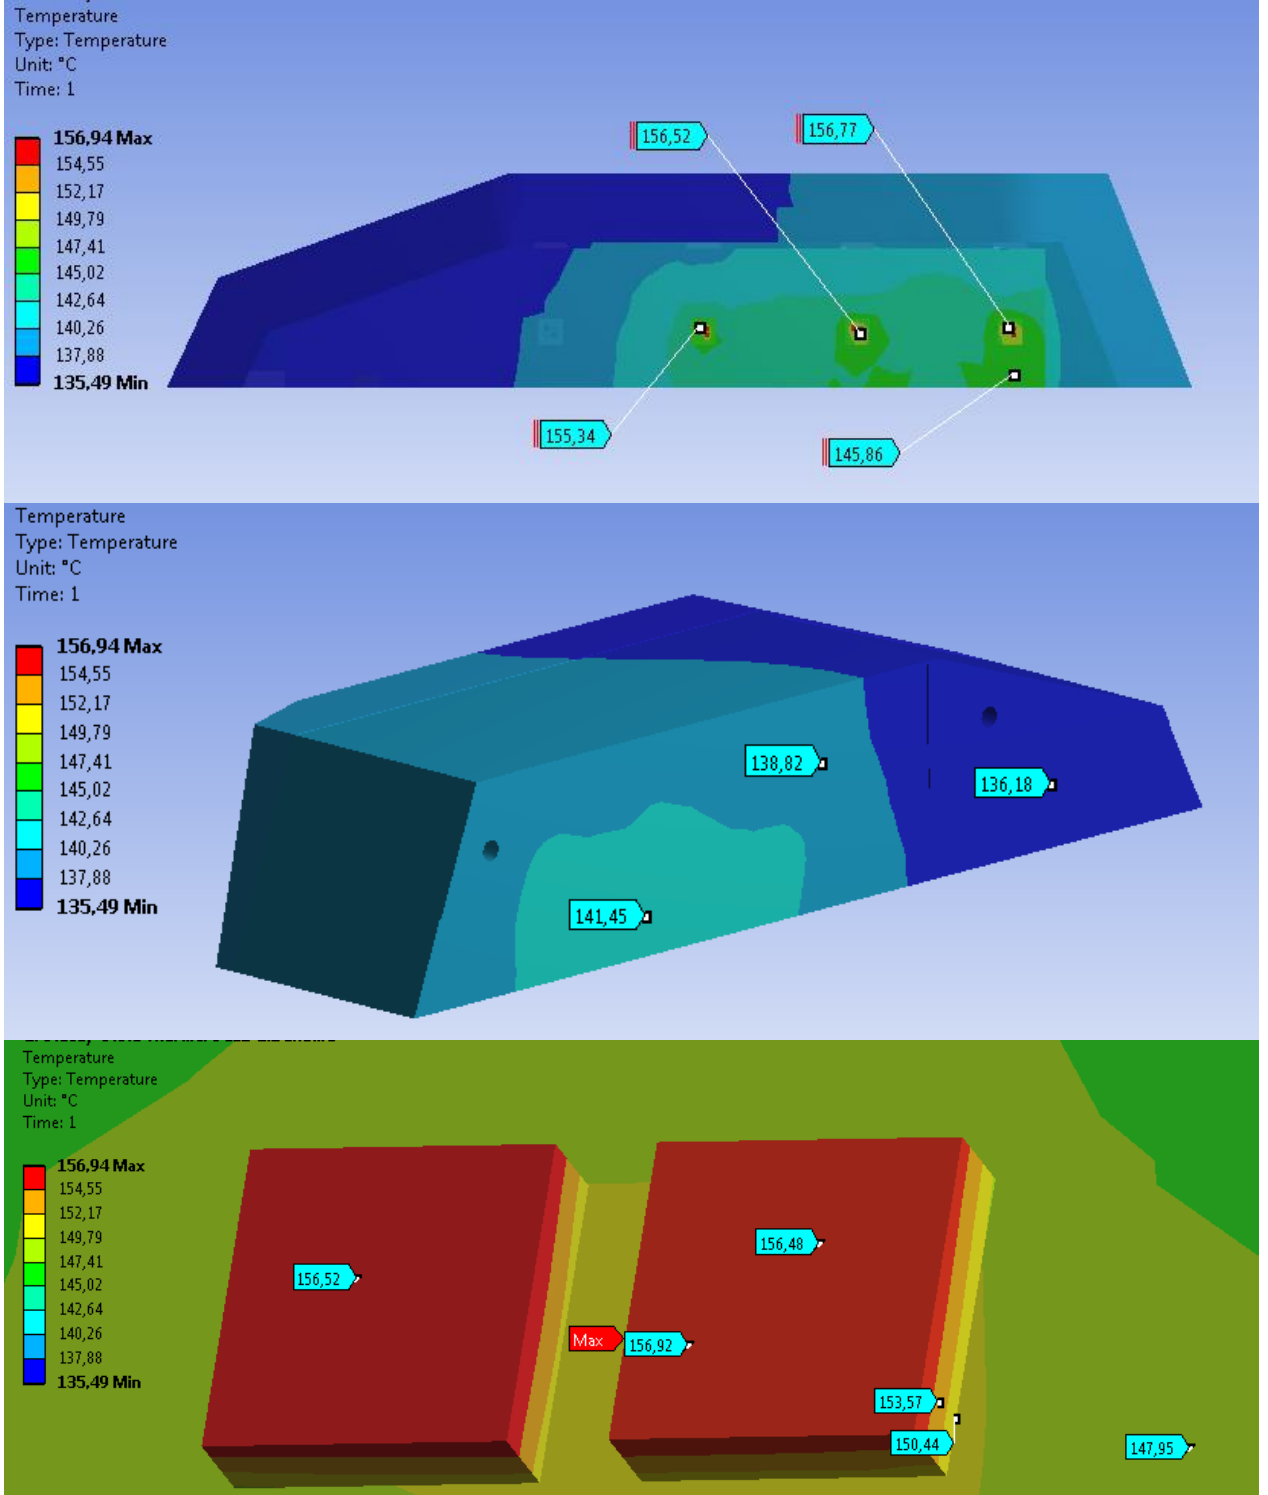 Temperature
Type: Temperature
Unit: °C
Time: 1
156,94 Max
154,55
152,17
149,79
147,41
145,02
142,64
140,26
137,88
135,49 Min
156,52
156,77
155,34
145,86
Temperature
Type: Temperature
Unit: °C
Time: 1
156,94 Max
154,55
152,17
149,79
147,41
145,02
142,64
140,26
137,88
135,49 Min
138,82
136,18
141,45
Temperature
Type: Temperature
Unit: °C
Time: 1
156,94 Max
154,55
152,17
149,79
147,41
145,02
142,64
140,26
137,88
135,49 Min
156,52
156,48
Max
156,92
153,57
150,44
147,95